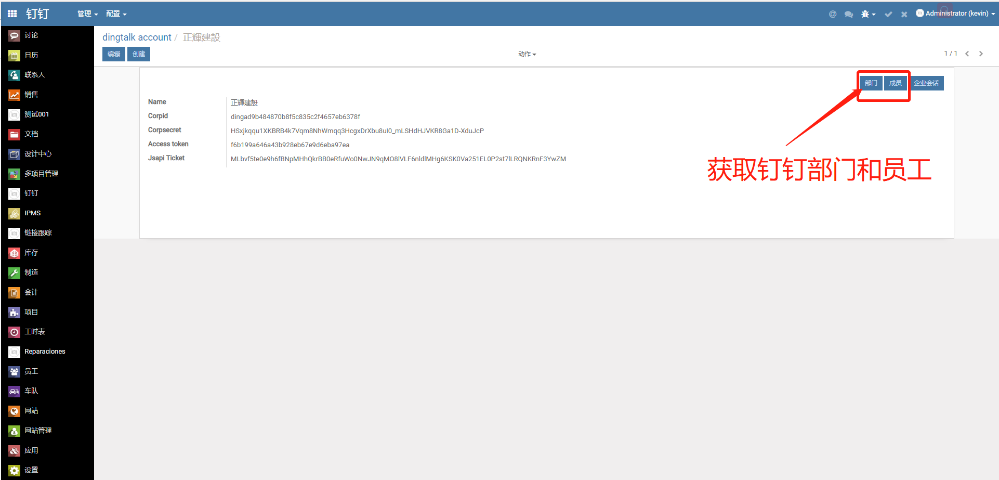 钉钉
管理 配置
Administrator (kevin)
讨论
日历
联系人
销售
测试001
文档
设计中心
多项目管理
钉钉
IPMS
链接跟踪
库存
制造
会计
项目
工时表
Reparaciones
员工
车队
网站
网站管理
应用
设置
dingtalk account / 正輝建設
编辑 创建
动作
1 / 1
部门 成员 企业会话
Name 正輝建設
Corpid dingad9b484870b8f5c835c2f4657eb6378f
Corpsecret HSxjkqqu1XKBRB4k7Vqm8NhWmqq3HcgxDrXbu8uI0_mLSHdHJVKR8Ga1D-XduJcP
Access token f6b199a646a43b928eb67e9d6eba97ea
Jsapi Ticket MLbvf5te0e9h6fBNpMHhQkrBB0eRfuWo0NwJN9qMO8lVLF6nldlMHg6KSK0Va251EL0P2st7lLRQNKRnF3YwZM
获取钉钉部门和员工